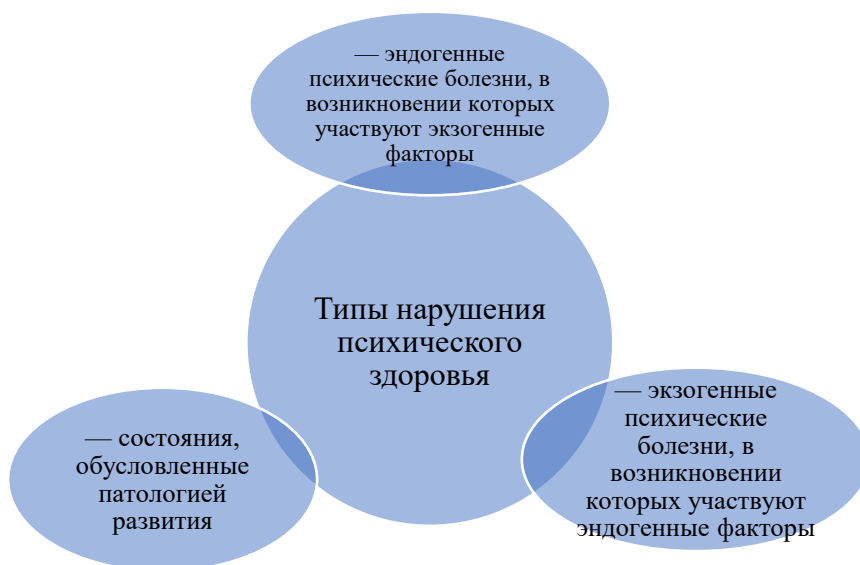 — эндогенные
психические болезни, в
возникновении которых
участвуют экзогенные
факторы
Типы нарушения
психического
здоровья
— состояния,
обусловленные
патологией
развития
— экзогенные
психические
болезни, в
возникновении
которых участвуют
эндогенные факторы